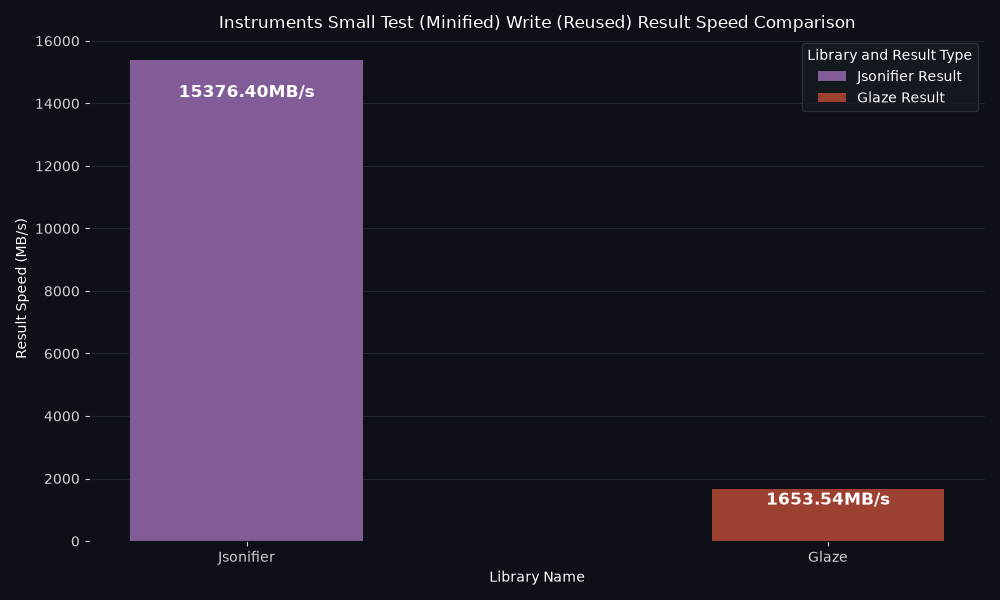 Instruments Small Test (Minified) Write (Reused) Result Speed Comparison
Library and Result Type
Jsonifier Result
Glaze Result
Result Speed (MB/s)
16000
14000
12000
10000
8000
6000
4000
2000
0
15376.40MB/s
1653.54MB/s
Jsonifier
Glaze
Library Name